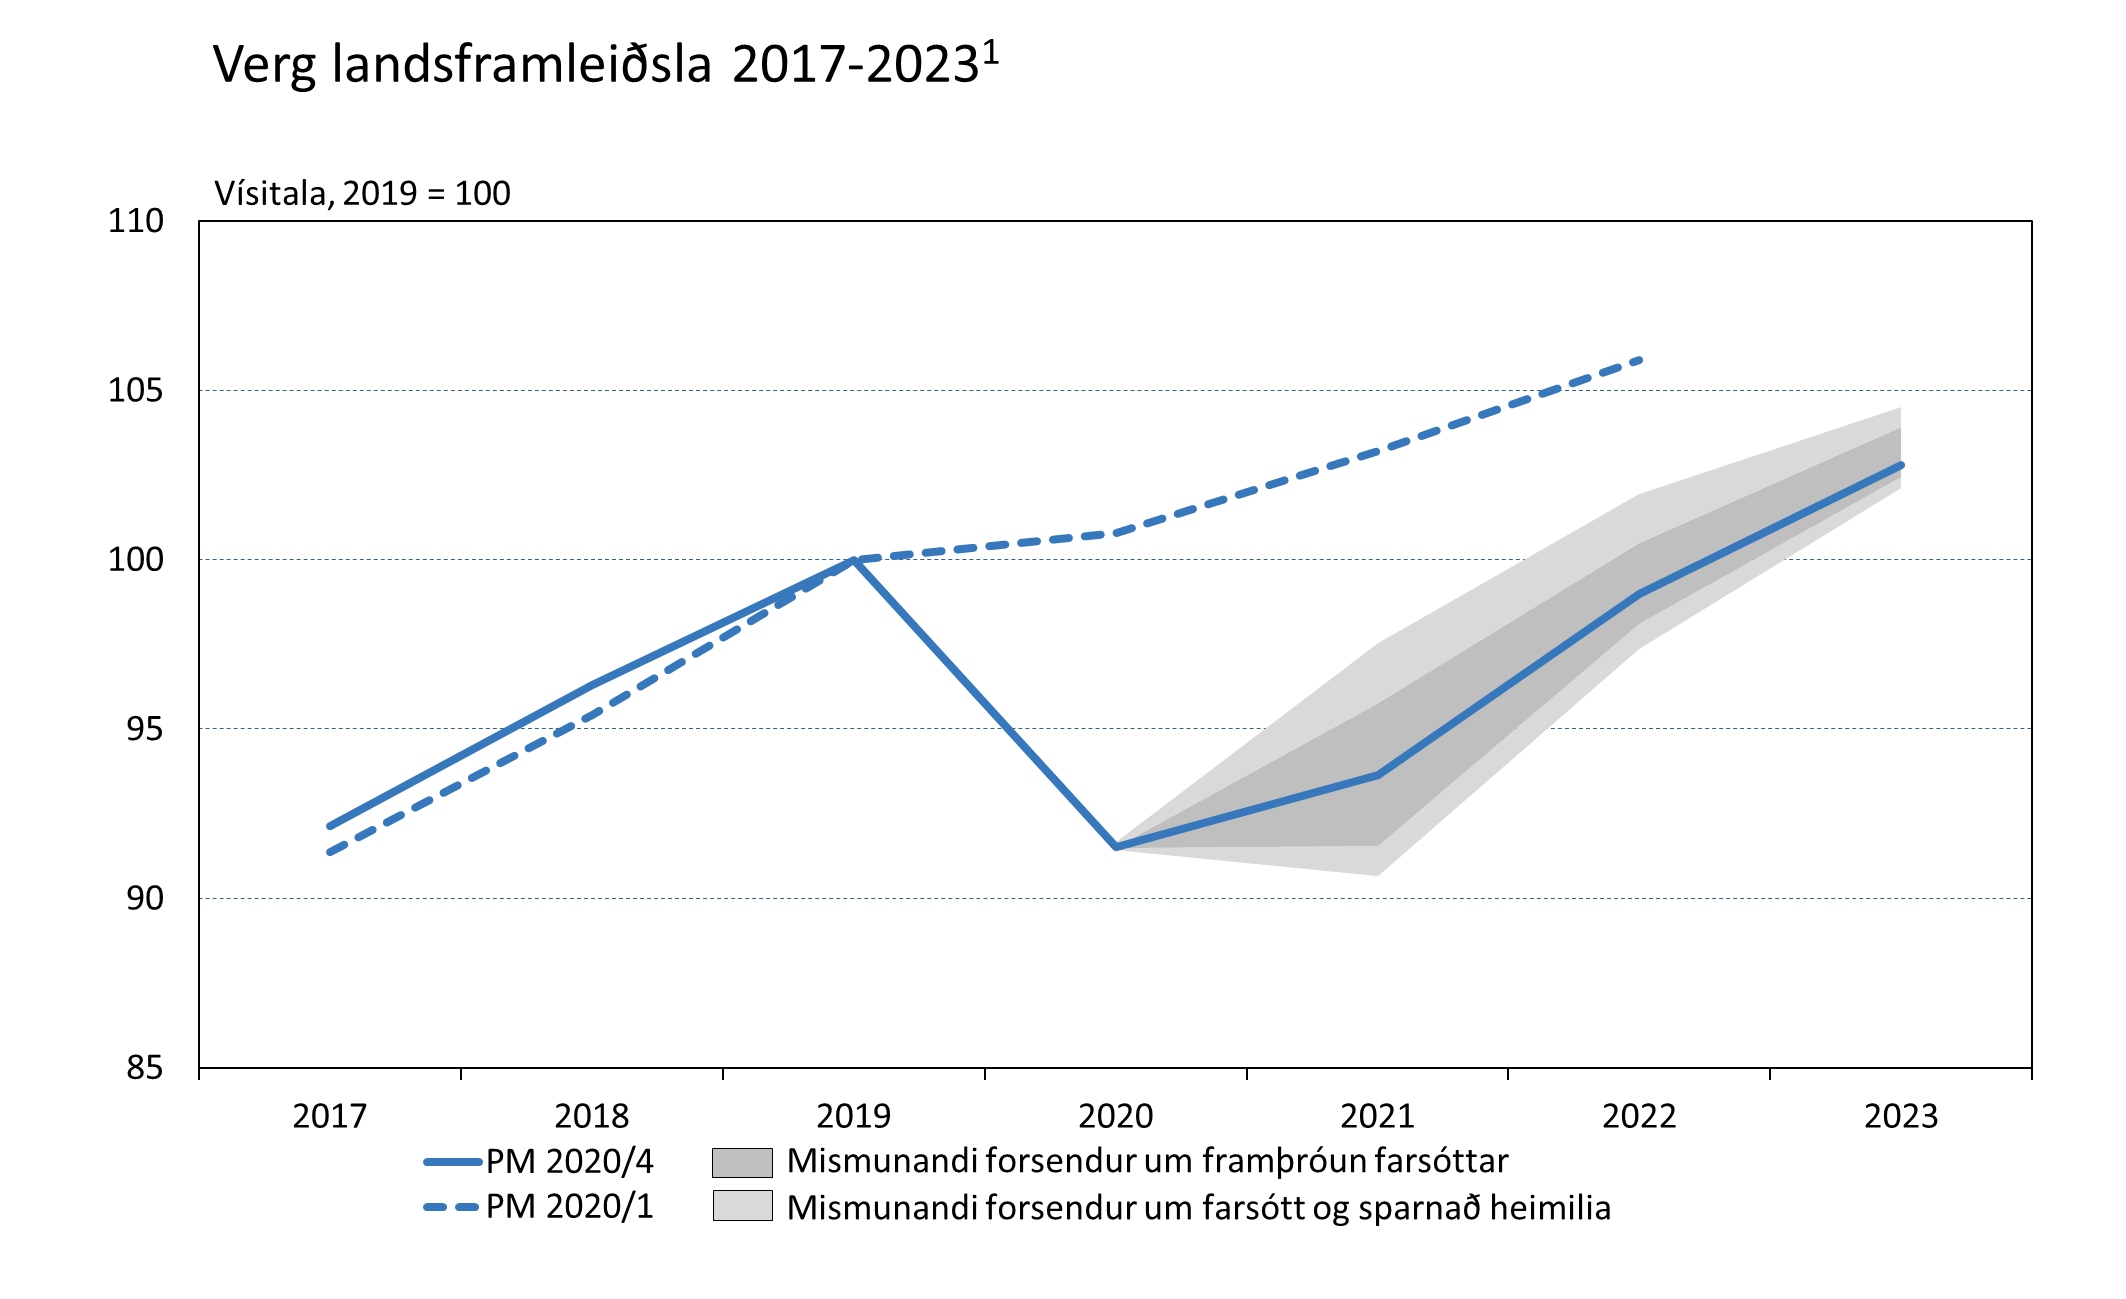 Verg landsframleiðsla 2017-2023¹
Vísitala, 2019 = 100
110
105
100
95
90
85
2017 2018 2019 2020 2021 2022 2023
PM 2020/4 Mismunandi forsendur um framþróun farsóttar
PM 2020/1 Mismunandi forsendur um farsótt og sparnað heimilia